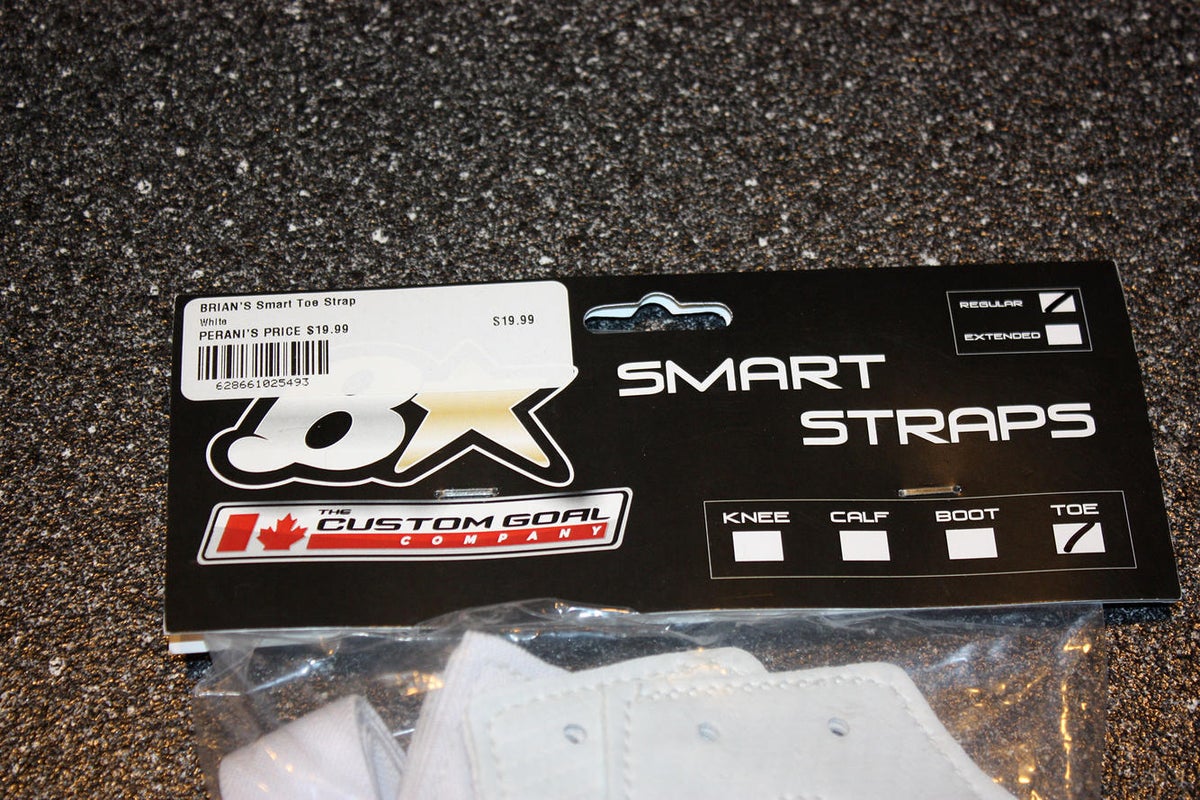 BRIAN'S Smart Toe Strap
White
PERANI'S PRICE $19.99
$19.99
628661025493
REGULAR
EXTENDED
SMART
STRAPS
THE
CUSTOM GOAL
COMPANY
KNEE CALF BOOT TOE